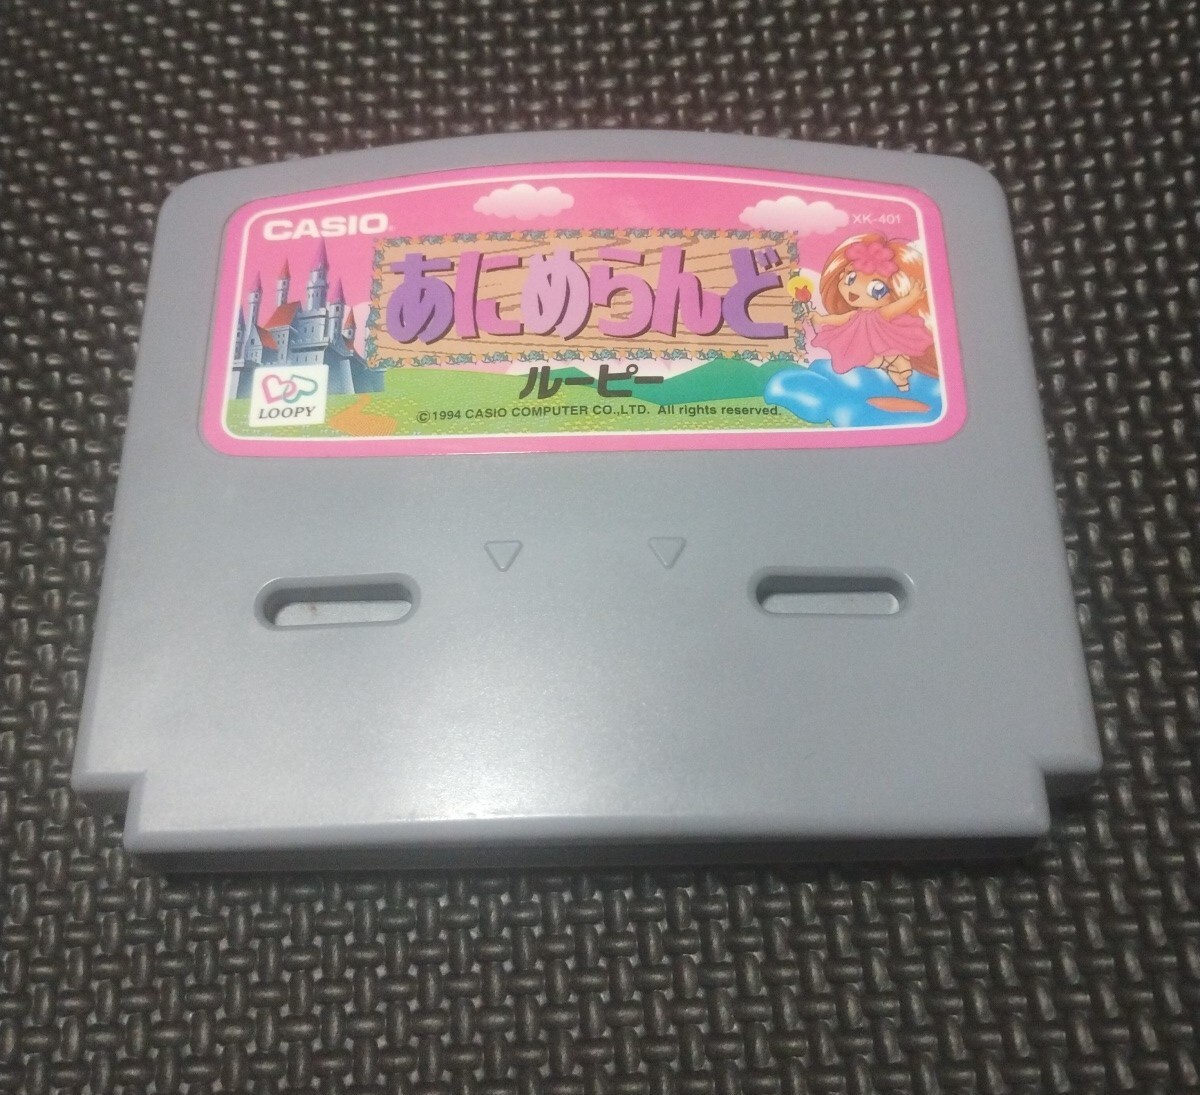 CASIO
XK-401
あにめらんど
ルーピー
LOOPY
©1994 CASIO COMPUTER CO.,LTD. All rights reserved.